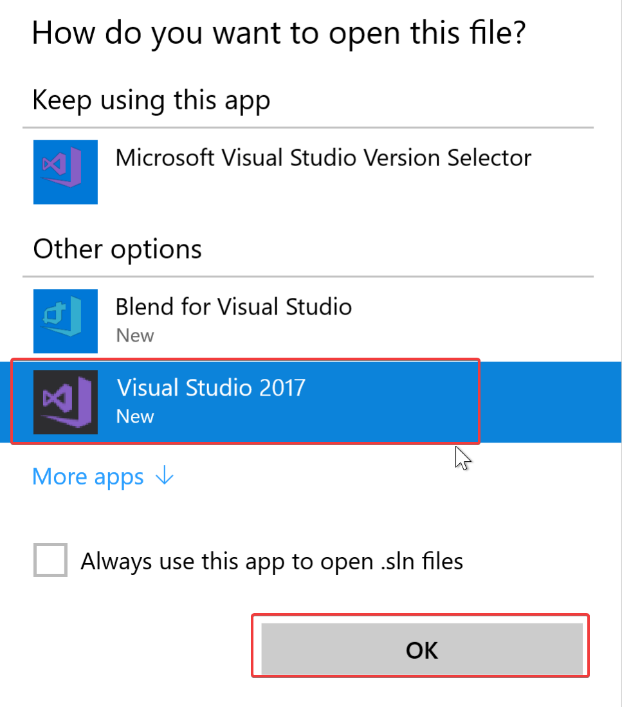 How do you want to open this file?
Keep using this app
Microsoft Visual Studio Version Selector
Other options
Blend for Visual Studio
New
Visual Studio 2017
New
More apps ↓
Always use this app to open .sln files
OK